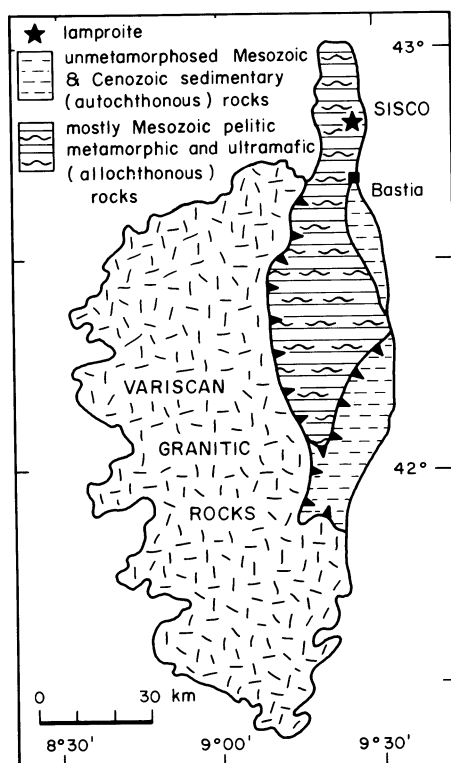 lamproite
unmetamorphosed Mesozoic
& Cenozoic sedimentary
(autochthonous) rocks
mostly Mesozoic pelitic
metamorphic and ultramafic
(allochthonous)
rocks
43°
SISCO
Bastia
VARISCAN
GRANITIC
ROCKS
42°
0 30 km
8°30' 9°00 9°30'